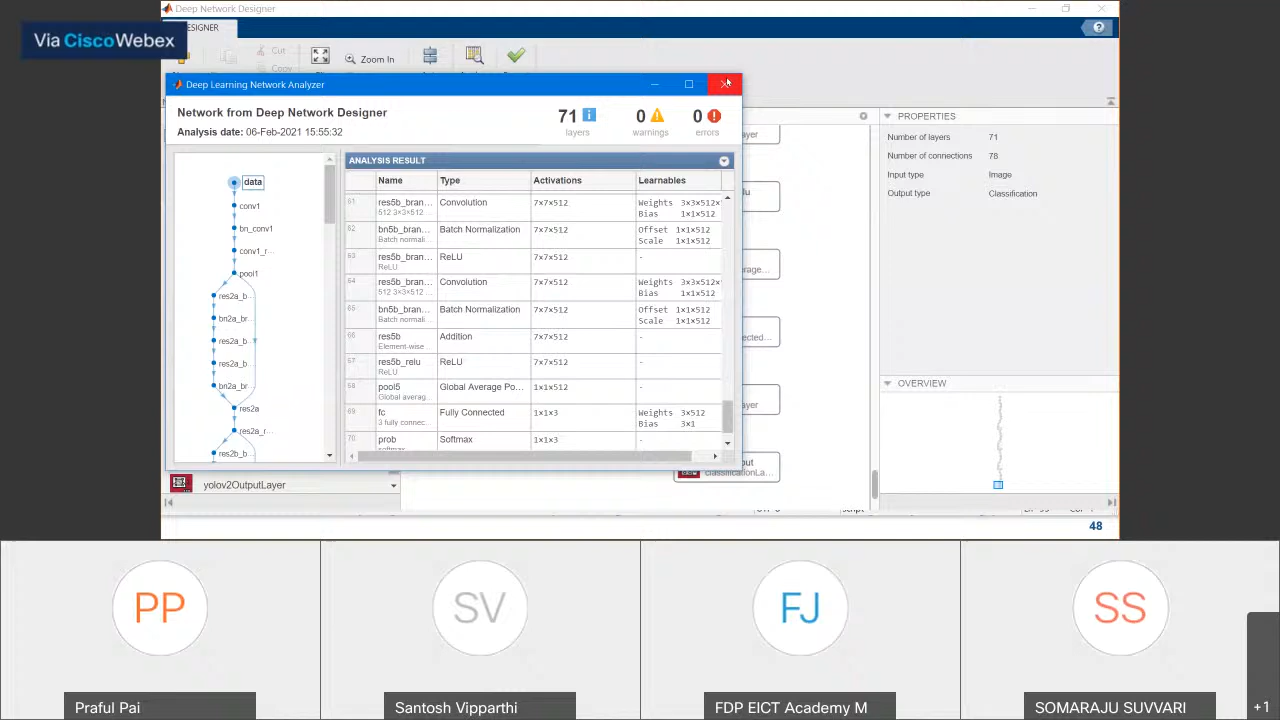 Deep Network Designer
Via CiscoWebex
DESIGNER
Cut
Copy
Zoom In
Deep Learning Network Analyzer
Network from Deep Network Designer
Analysis date: 06-Feb-2021 15:55:32
71
layers
0
warnings
0
errors
data
conv1
bn_conv1
conv1_r...
pool1
res2a_b...
bn2a_br...
res2a_b...
res2a_b...
bn2a_br...
res2a
res2a_r...
res2b_b...
ANALYSIS RESULT
Name Type Activations Learnables
61 res5b_bran... Convolution 7×7×512 Weights 3×3×512×
512 3×3×512... Bias 1×1×512
62 bn5b_bran... Batch Normalization 7×7×512 Offset 1×1×512
Batch normali... Scale 1×1×512
63 res5b_bran... ReLU 7×7×512 -
ReLU
64 res5b_bran... Convolution 7×7×512 Weights 3×3×512×
512 3×3×512... Bias 1×1×512
65 bn5b_bran... Batch Normalization 7×7×512 Offset 1×1×512
Batch normali... Scale 1×1×512
66 res5b Addition 7×7×512 -
Element-wise...
67 res5b_relu ReLU 7×7×512 -
ReLU
68 pool5 Global Average Po... 1×1×512 -
Global averag...
69 fc Fully Connected 1×1×3 Weights 3×512
3 fully connec... Bias 3×1
70 prob Softmax 1×1×3 -
yolov2OutputLayer
classificationLa...
PROPERTIES
Number of layers 71
Number of connections 78
Input type Image
Output type Classification
OVERVIEW
48
PP
SV
FJ
SS
Praful Pai
Santosh Vipparthi
FDP EICT Academy M
SOMARAJU SUVVARI
+1